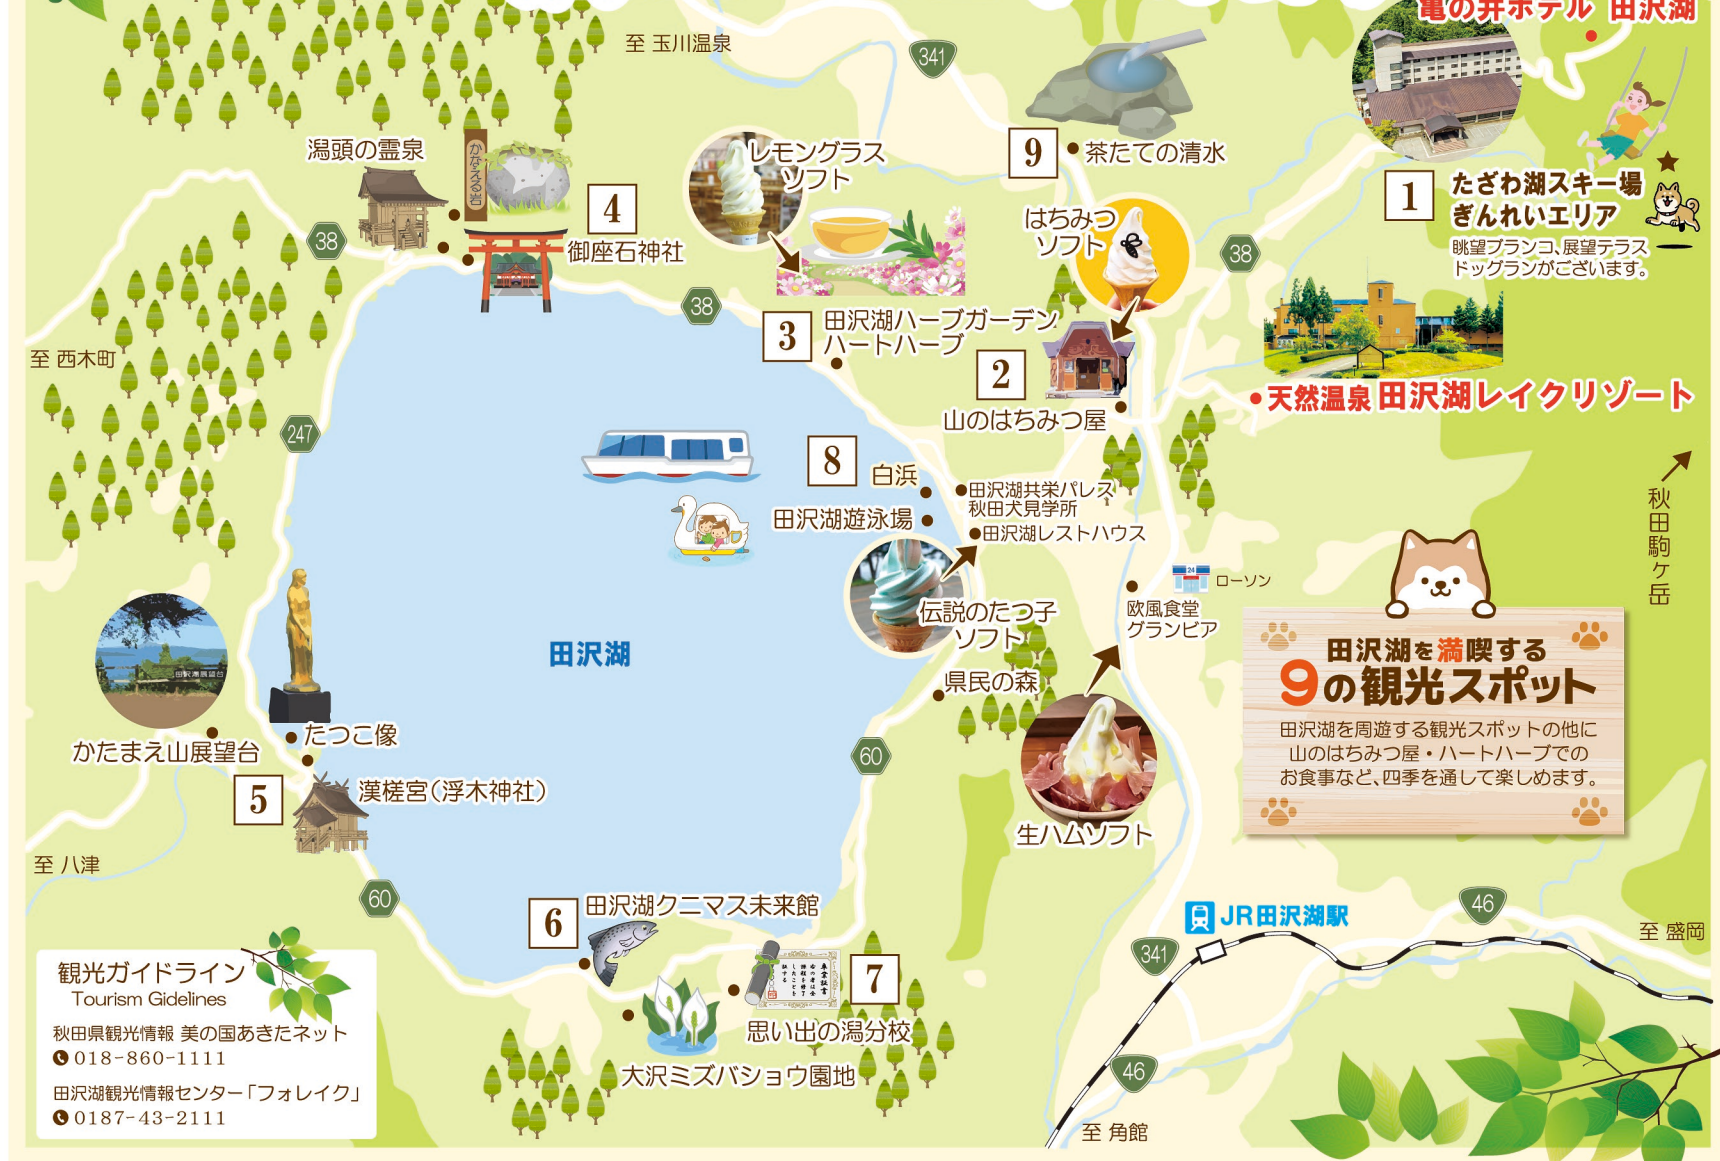 亀の井ホテル 田沢湖
至 玉川温泉
341
9
茶たての清水
1
たざわ湖スキー場
ぎんれいエリア
眺望ブランコ、展望テラス
ドッグランがございます。
潟頭の霊泉
かなえる岩
4
御座石神社
38
レモングラス
ソフト
はちみつ
ソフト
38
38
3
田沢湖ハーブガーデン
ハートハーブ
2
山のはちみつ屋
天然温泉 田沢湖レイクリゾート
至 西木町
247
8
白浜
田沢湖遊泳場
田沢湖共栄パレス
秋田犬見学所
田沢湖レストハウス
秋田駒ヶ岳
24
ローソン
欧風食堂
グランビア
伝説のたつ子
ソフト
田沢湖
県民の森
田沢湖展望台
かたまえ山展望台
たつこ像
5
漢槎宮(浮木神社)
60
生ハムソフト
田沢湖を満喫する
9の観光スポット
田沢湖を周遊する観光スポットの他に
山のはちみつ屋・ハートハーブでの
お食事など、四季を通して楽しめます。
至 八津
60
6
田沢湖クニマス未来館
7
卒業証書
思い出の潟分校
大沢ミズバショウ園地
JR田沢湖駅
341
46
至 盛岡
46
至 角館
観光ガイドライン
Tourism Gidelines
秋田県観光情報 美の国あきたネット
018-860-1111
田沢湖観光情報センター「フォレイク」
0187-43-2111